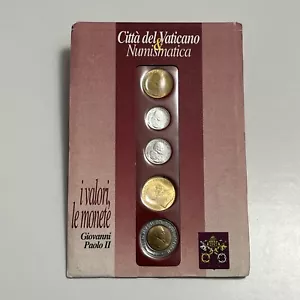 Città del Vaticano
&
Numismatica
i valori,
le monete
Giovanni
Paolo II